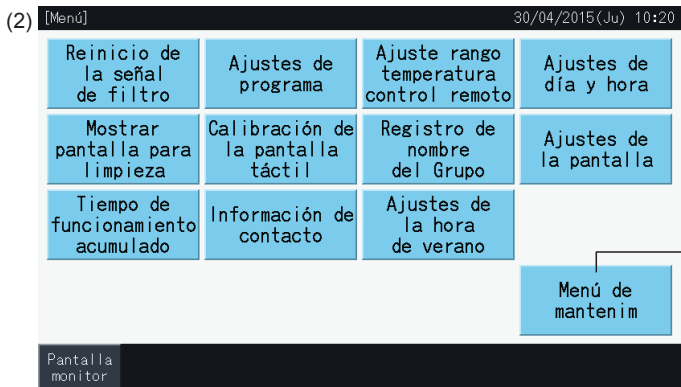 (2)
[Menú] 30/04/2015(Ju) 10:20
Reinicio de
la señal
de filtro
Ajustes de
programa
Ajuste rango
temperatura
control remoto
Ajustes de
día y hora
Mostrar
pantalla para
limpieza
Calibración de
la pantalla
táctil
Registro de
nombre
del Grupo
Ajustes de
la pantalla
Tiempo de
funcionamiento
acumulado
Información de
contacto
Ajustes de
la hora
de verano
Menú de
mantenim
Pantalla
monitor